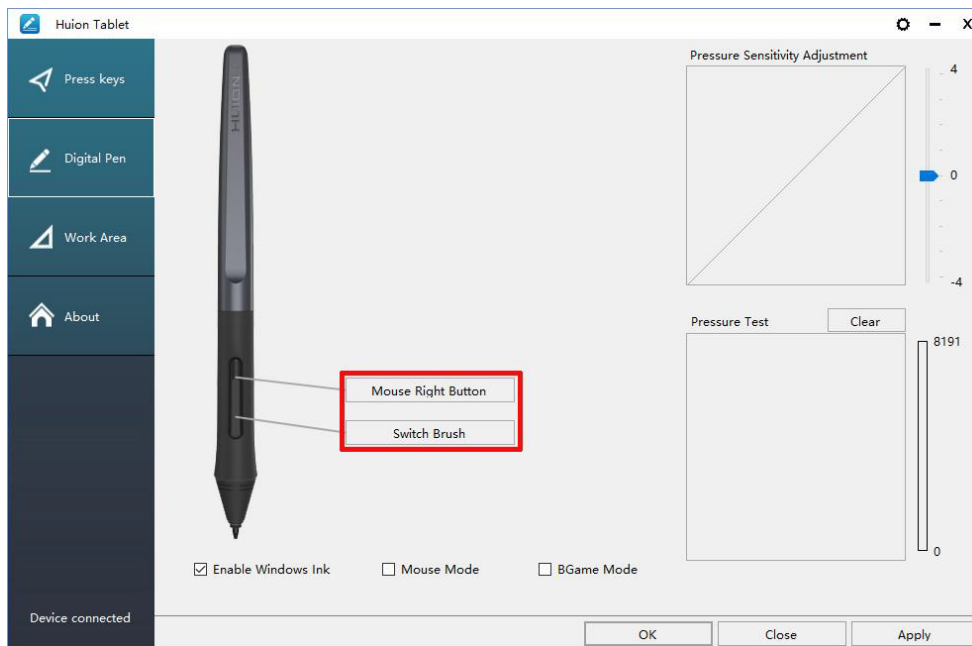 Huion Tablet
X
Press keys
Digital Pen
Work Area
About
Device connected
HUION
Mouse Right Button
Switch Brush
Enable Windows Ink
Mouse Mode
BGame Mode
Pressure Sensitivity Adjustment
4
0
-4
Pressure Test
Clear
8191
0
OK
Close
Apply